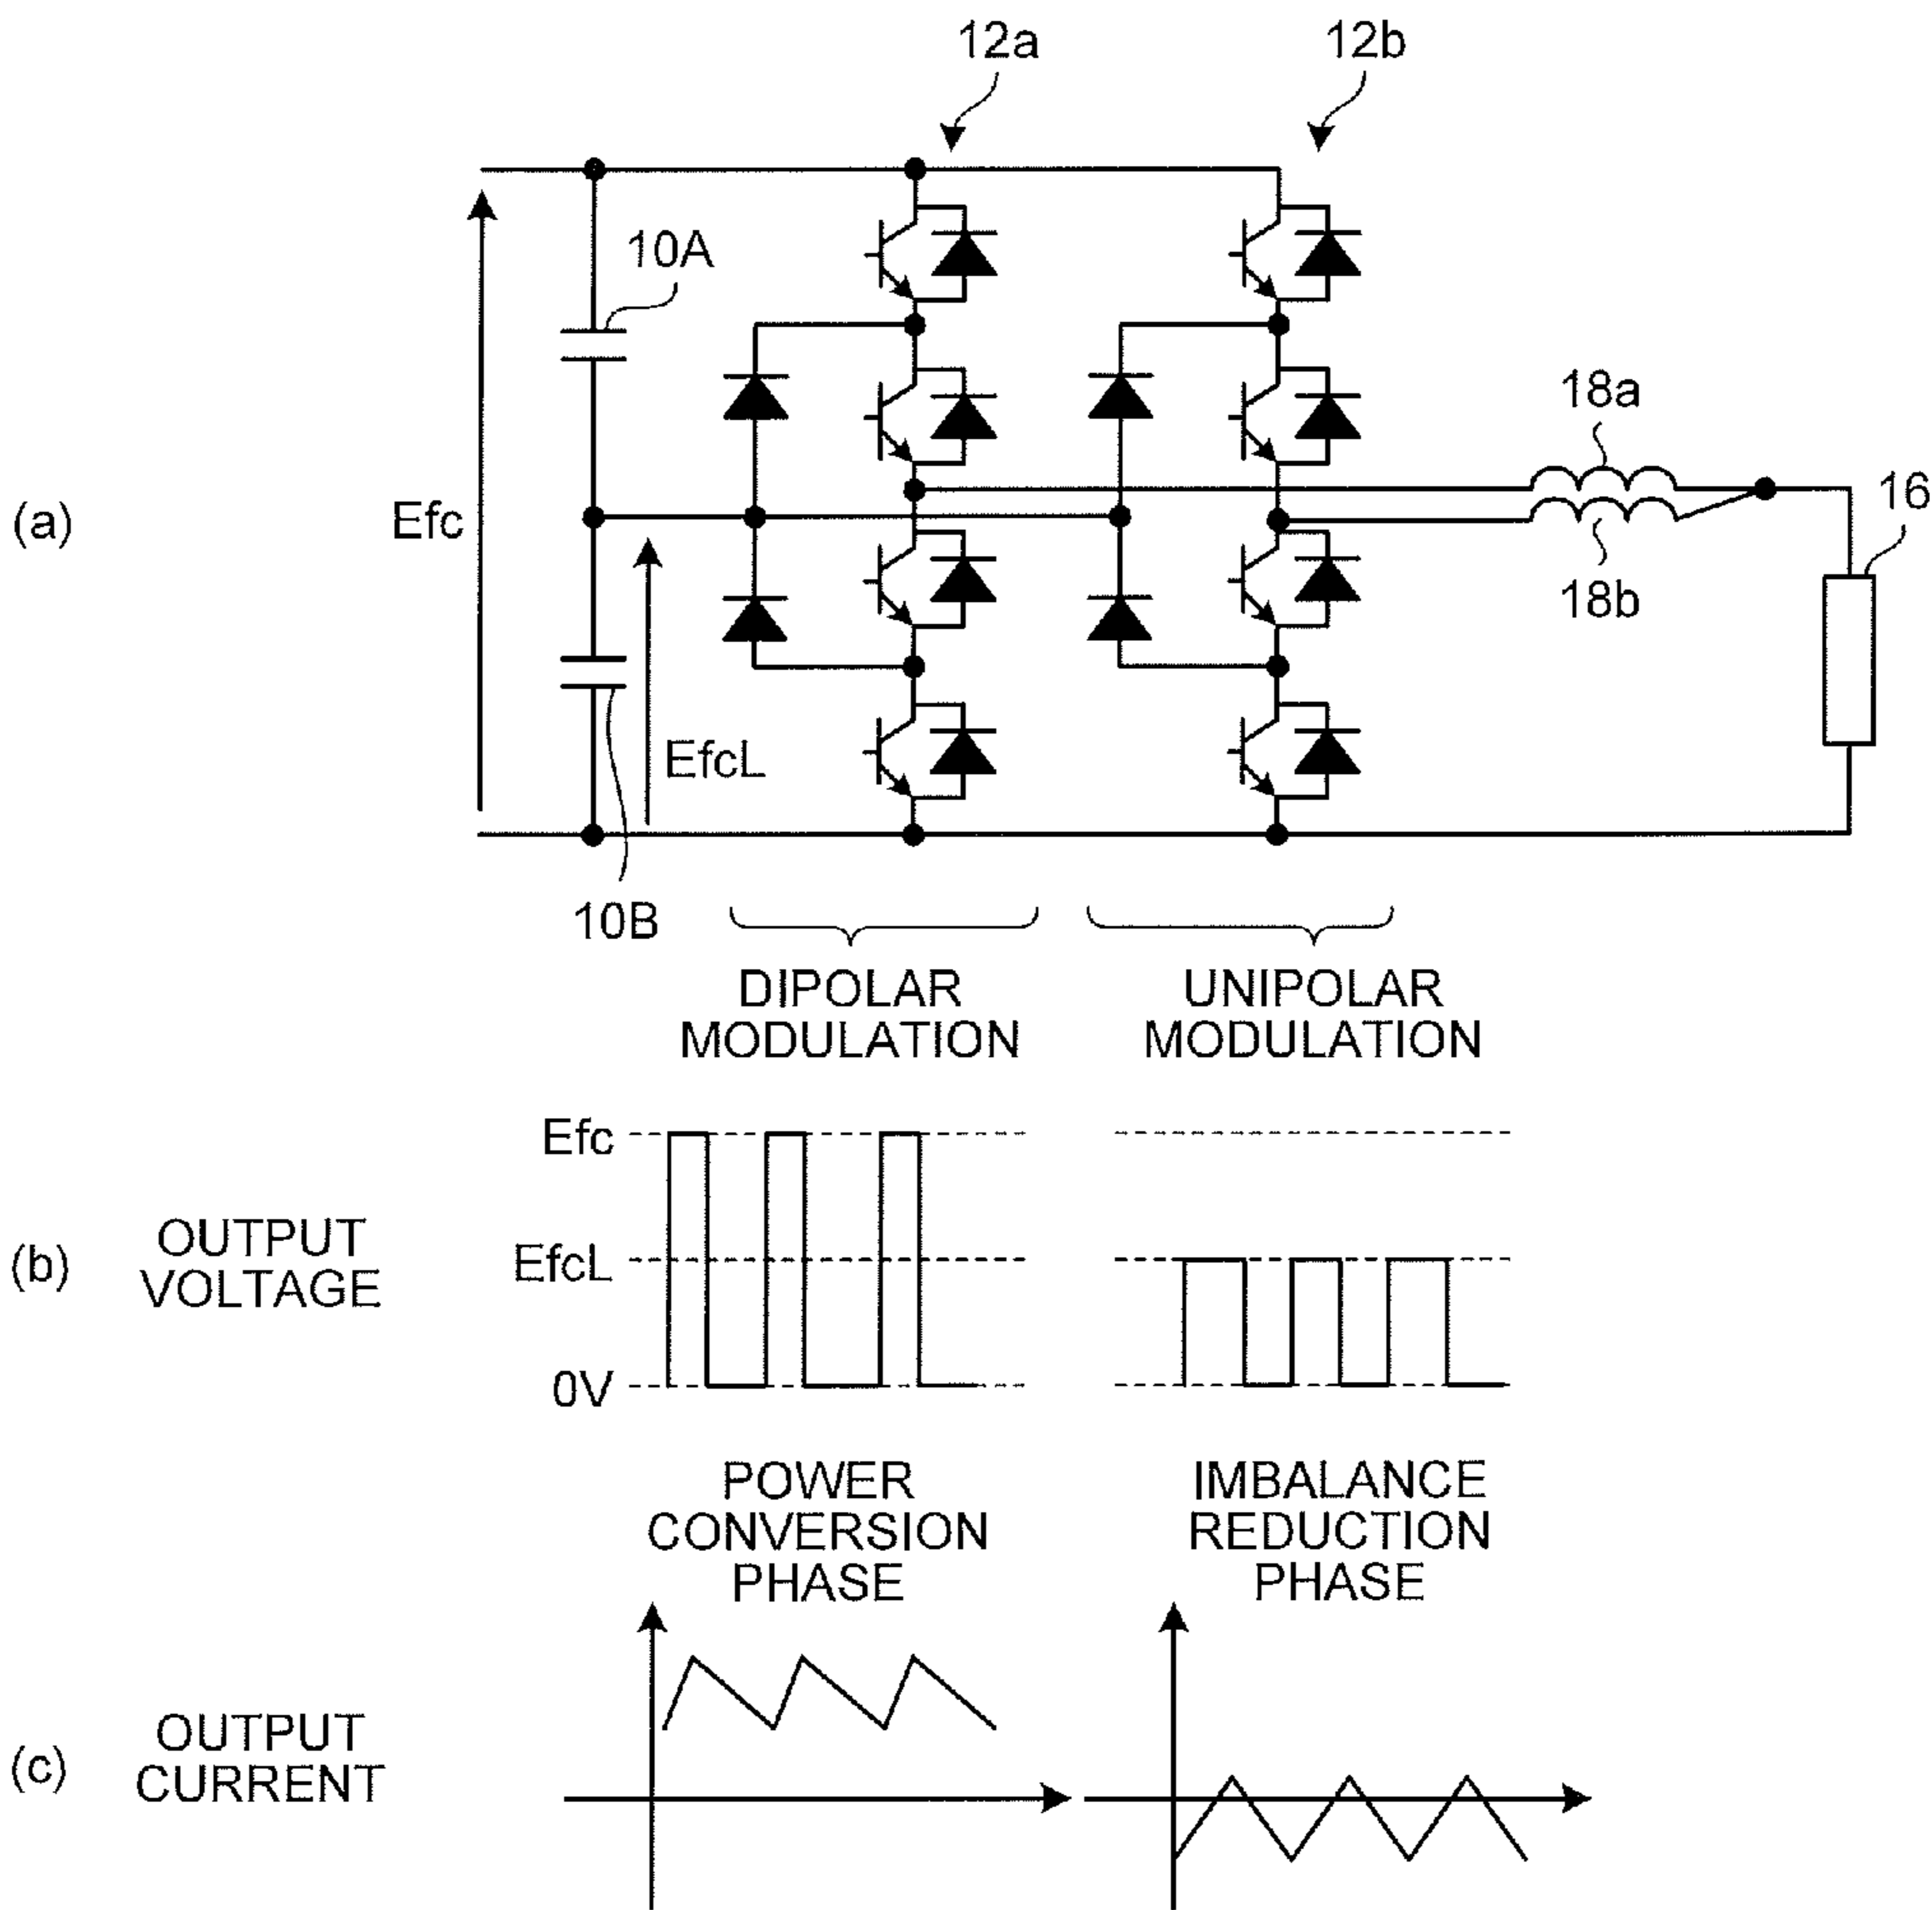 12a
12b
10A
18a
16
(a)
Efc
18b
EfcL
10B
DIPOLAR
MODULATION
UNIPOLAR
MODULATION
Efc
(b)
OUTPUT
VOLTAGE
EfcL
0V
POWER
CONVERSION
PHASE
IMBALANCE
REDUCTION
PHASE
(c)
OUTPUT
CURRENT